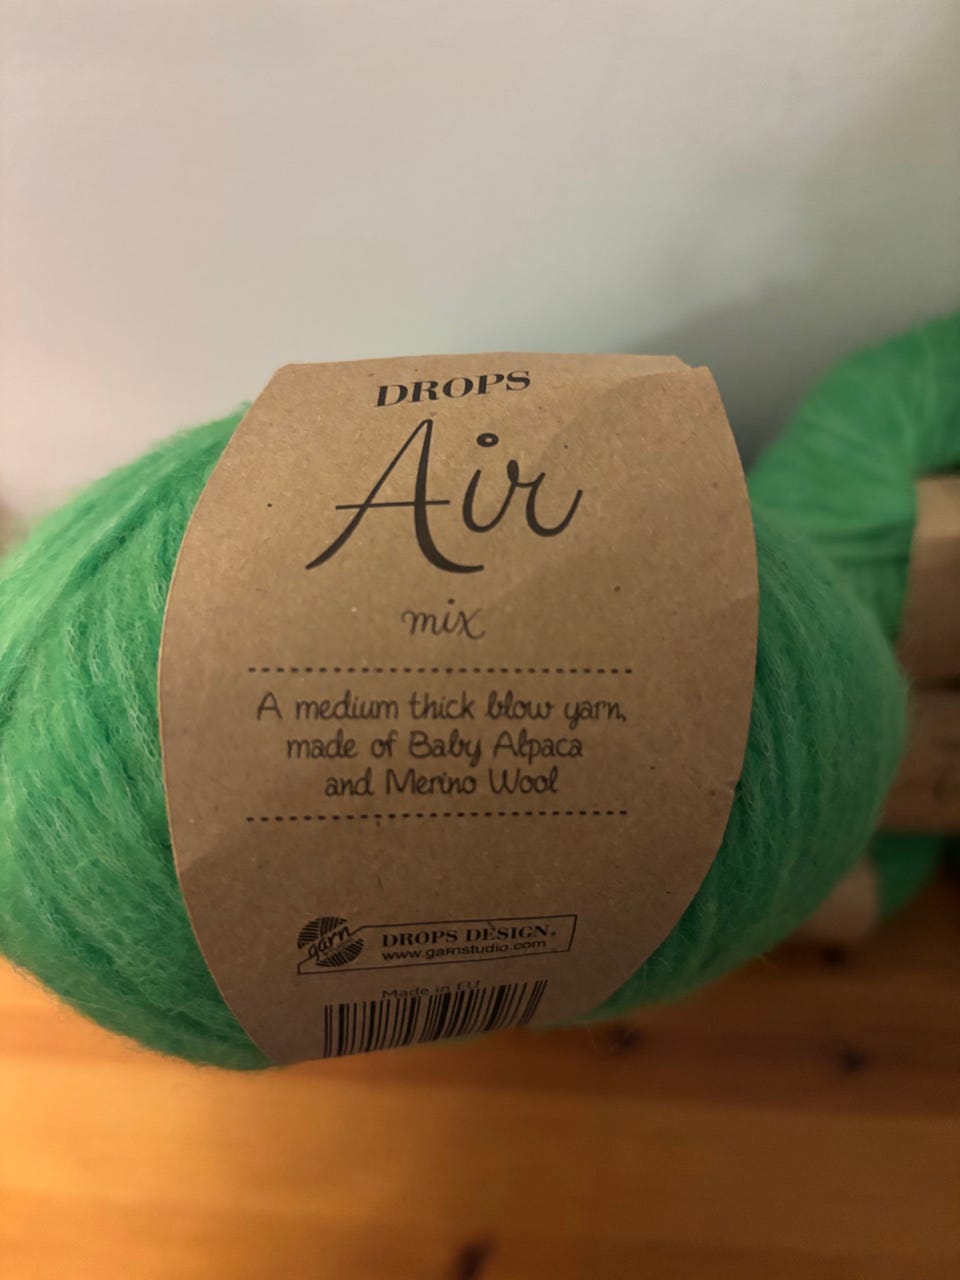 DROPS
Air
mix
A medium thick blow yarn,
made of Baby Alpaca
and Merino Wool
garn
DROPS DESIGN®
www.garnstudio.com
Made in EU